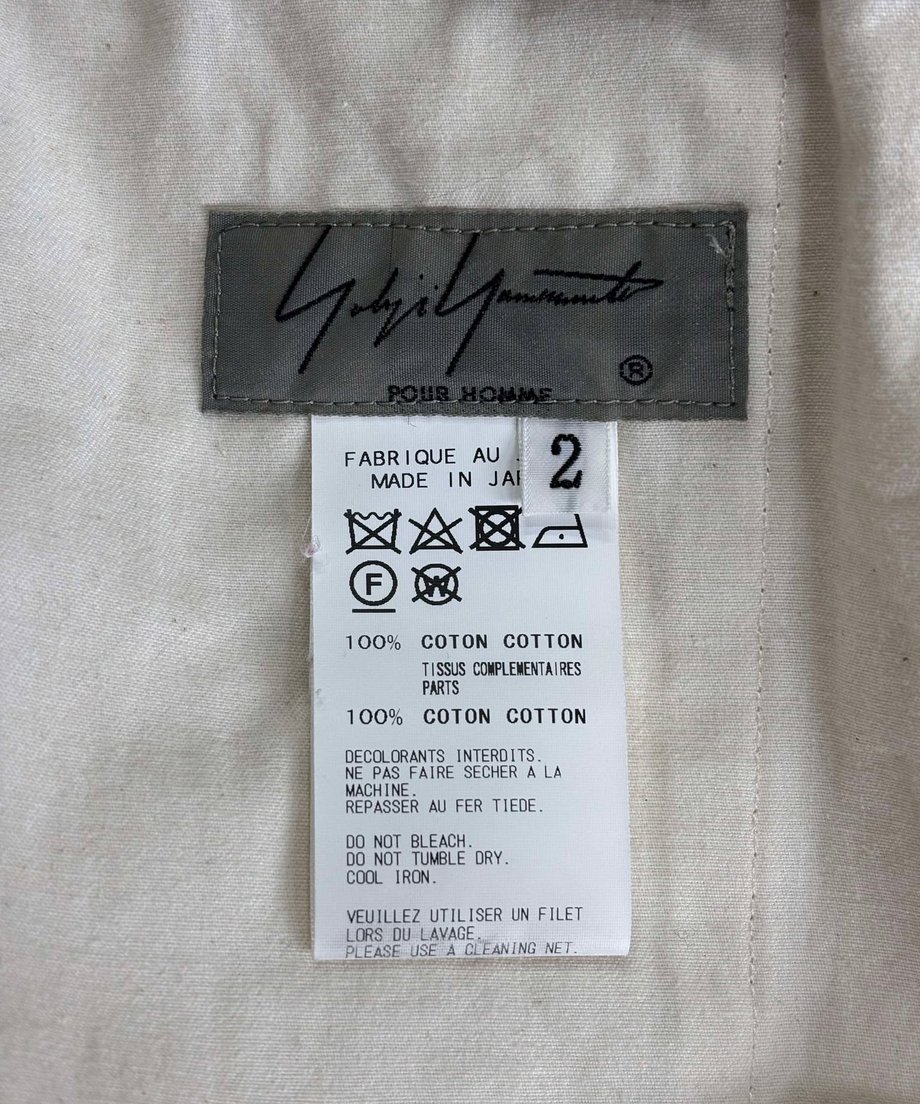 Yohji Yamamoto
®
POUR HOMME
FABRIQUE AU
2
MADE IN JAP
F
W
100% COTON COTTON
TISSUS COMPLEMENTAIRES
PARTS
100% COTON COTTON
DECOLORANTS INTERDITS.
NE PAS FAIRE SECHER A LA
MACHINE.
REPASSER AU FER TIEDE.
DO NOT BLEACH.
DO NOT TUMBLE DRY.
COOL IRON.
VEUILLEZ UTILISER UN FILET
LORS DU LAVAGE.
PLEASE USE A CLEANING NET.